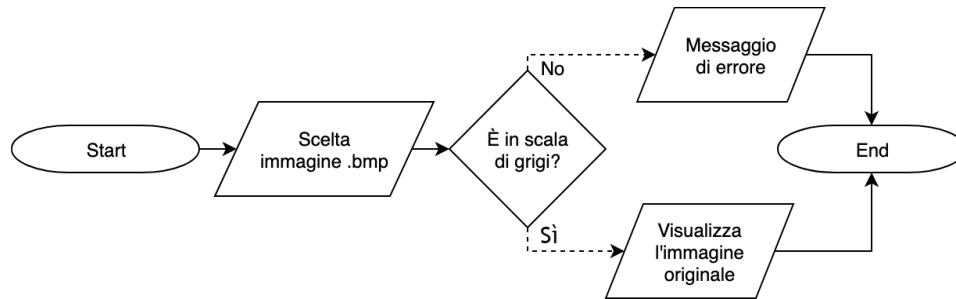 Start
Scelta
immagine .bmp
È in scala
di grigi?
No
Messaggio
di errore
Sì
Visualizza
l'immagine
originale
End